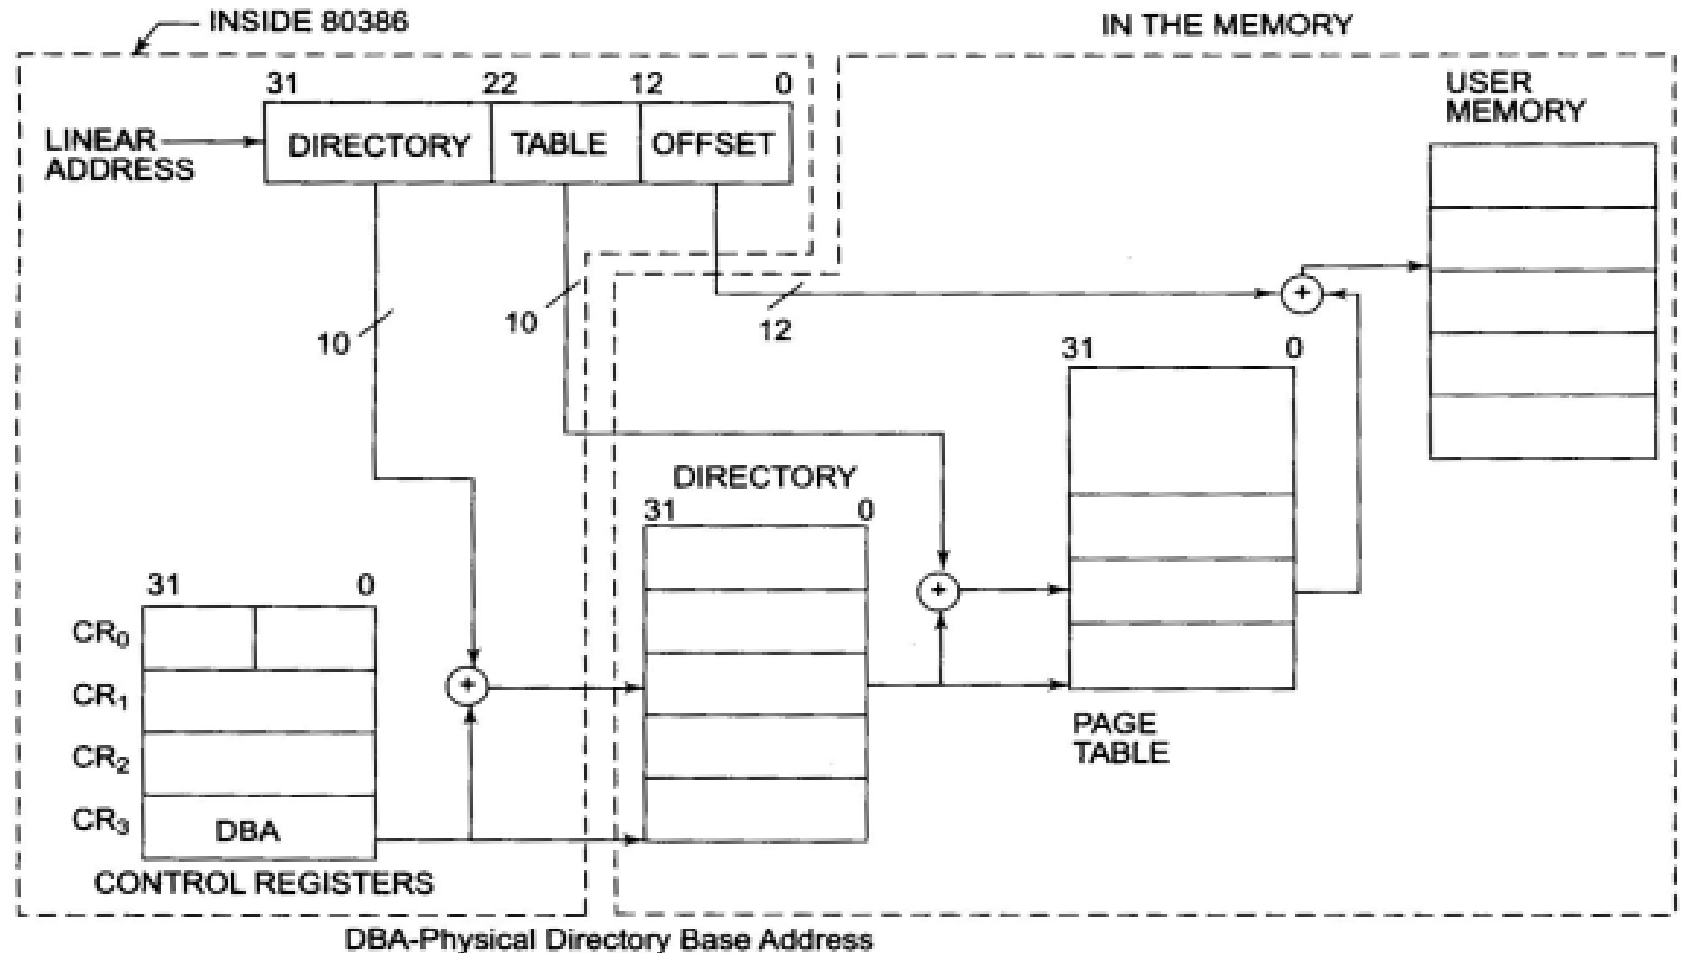 INSIDE 80386
IN THE MEMORY
31 22 12 0
LINEAR
ADDRESS
DIRECTORY TABLE OFFSET
USER
MEMORY
10
10
12
31 0
DIRECTORY
31 0
31 0
CR0
CR1
CR2
CR3 DBA
CONTROL REGISTERS
+
+
+
PAGE
TABLE
DBA-Physical Directory Base Address